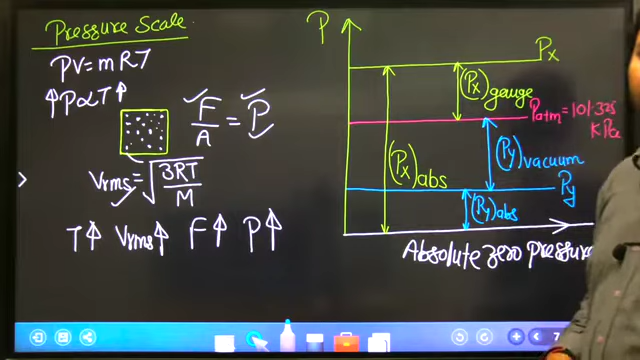 Pressure Scale
PV = mRT
↑P∝T↑
F/A = P
Vrms = √(3RT/M)
T↑ Vrms↑ F↑ P↑
P
Px
(Px)gauge
Patm = 101.325 KPa
(Px)abs
(Py)vacuum
Py
(Py)abs
Absolute zero Pressure
7